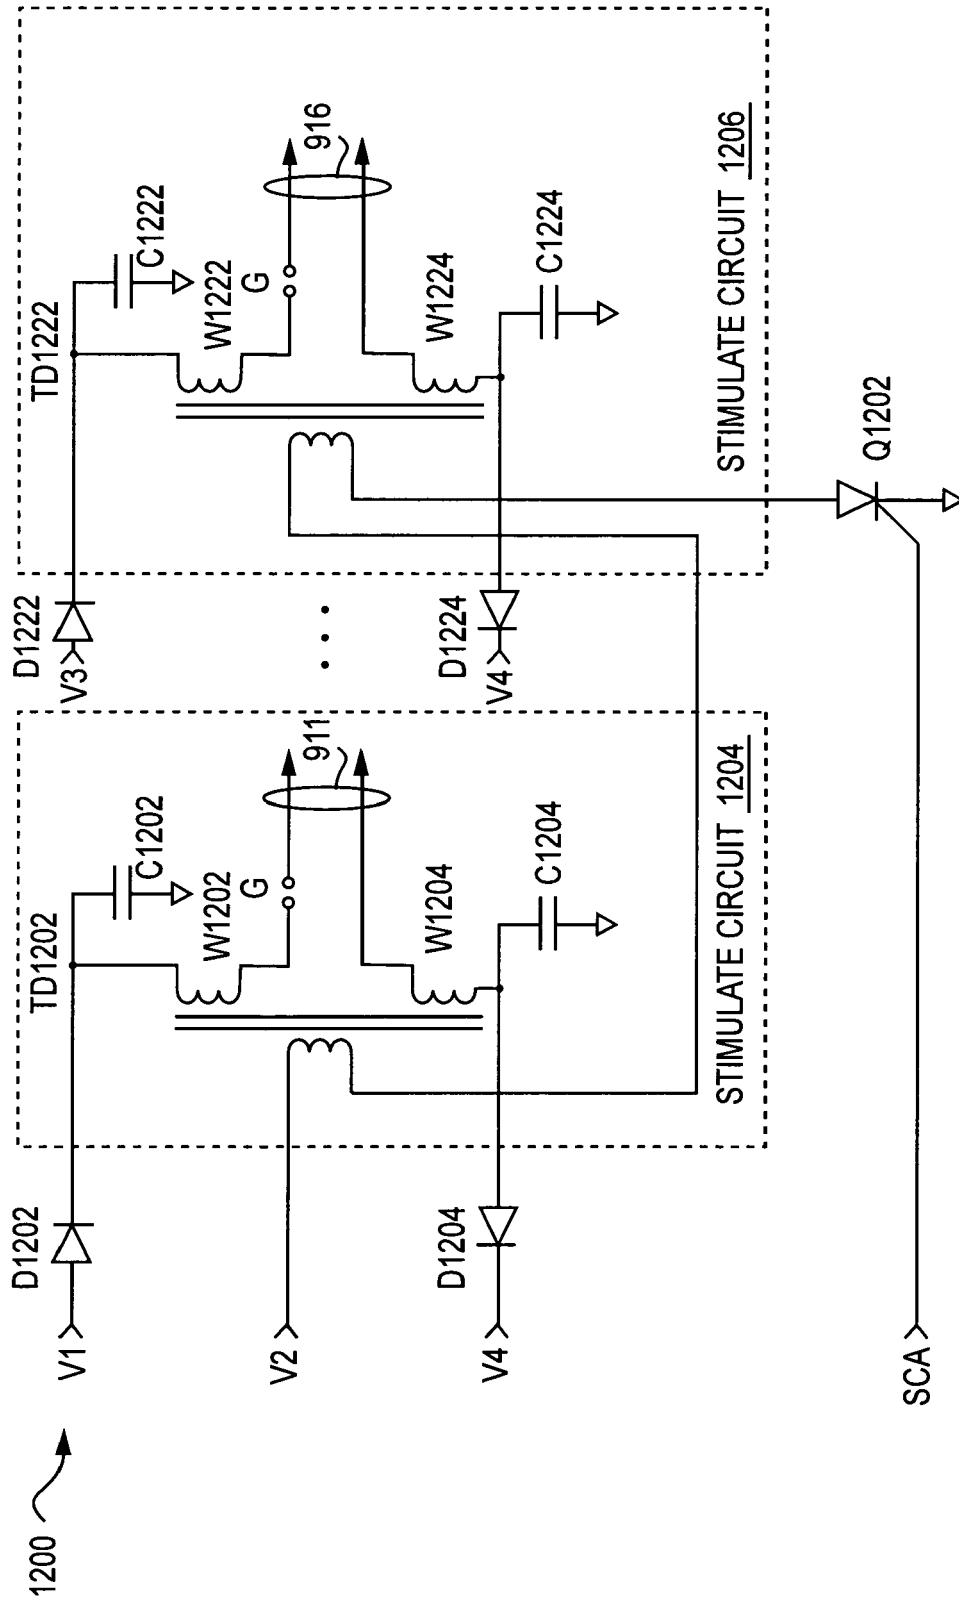 1200
V1
D1202
TD1202
C1202
W1202
G
911
V2
W1204
C1204
V4
D1204
STIMULATE CIRCUIT 1204
D1222
V3
TD1222
C1222
W1222
G
916
W1224
C1224
D1224
V4
STIMULATE CIRCUIT 1206
Q1202
SCA